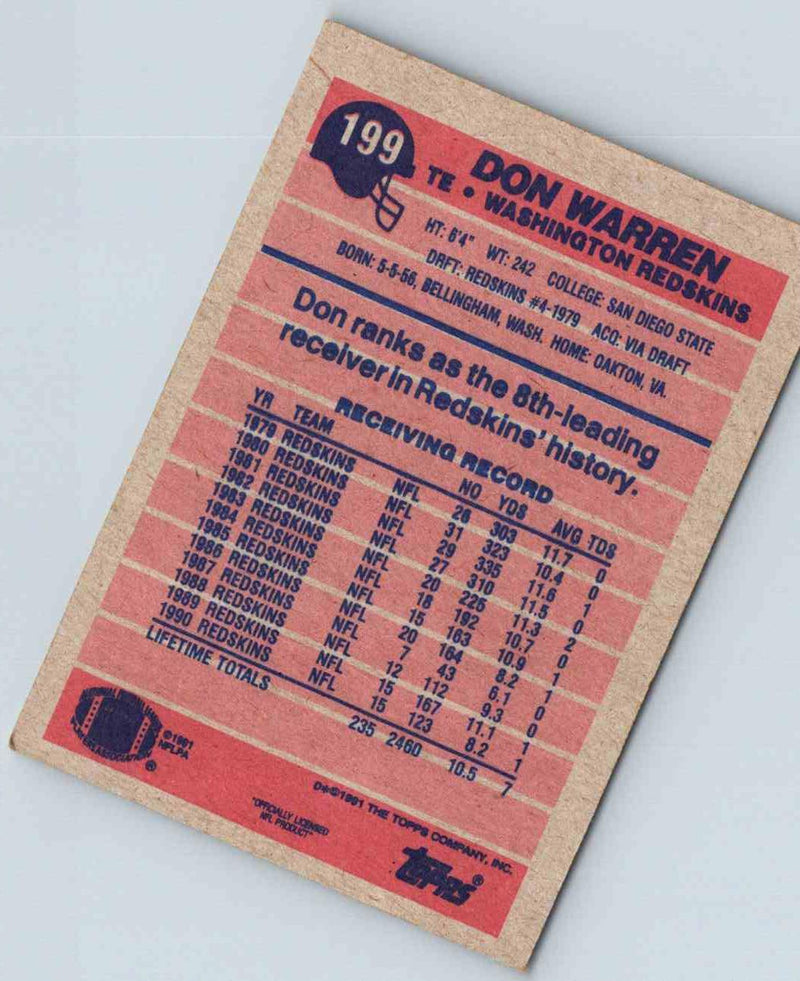 199
DON WARREN
TE • WASHINGTON REDSKINS
HT: 6'4" WT: 242 COLLEGE: SAN DIEGO STATE
DRFT: REDSKINS #4-1979 ACQ: VIA DRAFT
BORN: 5-5-56, BELLINGHAM, WASH. HOME: OAKTON, VA.
Don ranks as the 8th-leading
receiver in Redskins' history.
RECEIVING RECORD
YR TEAM NO YDS AVG TDS
1979 REDSKINS NFL 26 303 11.7 0
1980 REDSKINS NFL 31 323 10.4 0
1981 REDSKINS NFL 29 335 11.6 1
1982 REDSKINS NFL 27 310 11.5 0
1983 REDSKINS NFL 20 225 11.3 2
1984 REDSKINS NFL 18 192 10.7 0
1985 REDSKINS NFL 15 163 10.9 1
1986 REDSKINS NFL 20 164 8.2 1
1987 REDSKINS NFL 7 43 6.1 0
1988 REDSKINS NFL 12 112 9.3 0
1989 REDSKINS NFL 15 167 11.1 1
1990 REDSKINS NFL 15 123 8.2 1
LIFETIME TOTALS 235 2460 10.5 7
©1991
NFLPA
®
D*©1991 THE TOPPS COMPANY, INC.
"OFFICIALLY LICENSED
NFL PRODUCT"
topps®